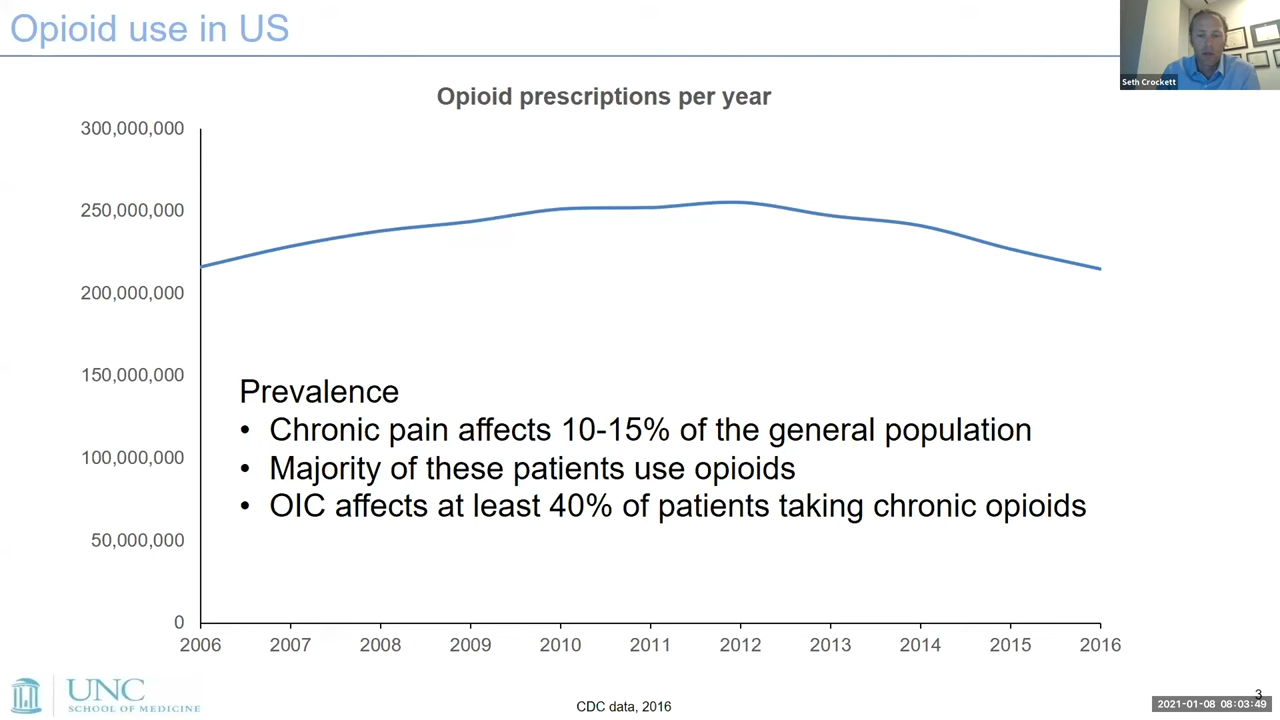 Opioid use in US
Seth Crockett
Opioid prescriptions per year
300,000,000
250,000,000
200,000,000
150,000,000
100,000,000
50,000,000
0
Prevalence
• Chronic pain affects 10-15% of the general population
• Majority of these patients use opioids
• OIC affects at least 40% of patients taking chronic opioids
2006 2007 2008 2009 2010 2011 2012 2013 2014 2015 2016
UNC
SCHOOL OF MEDICINE
CDC data, 2016
3
2021-01-08 08:03:49